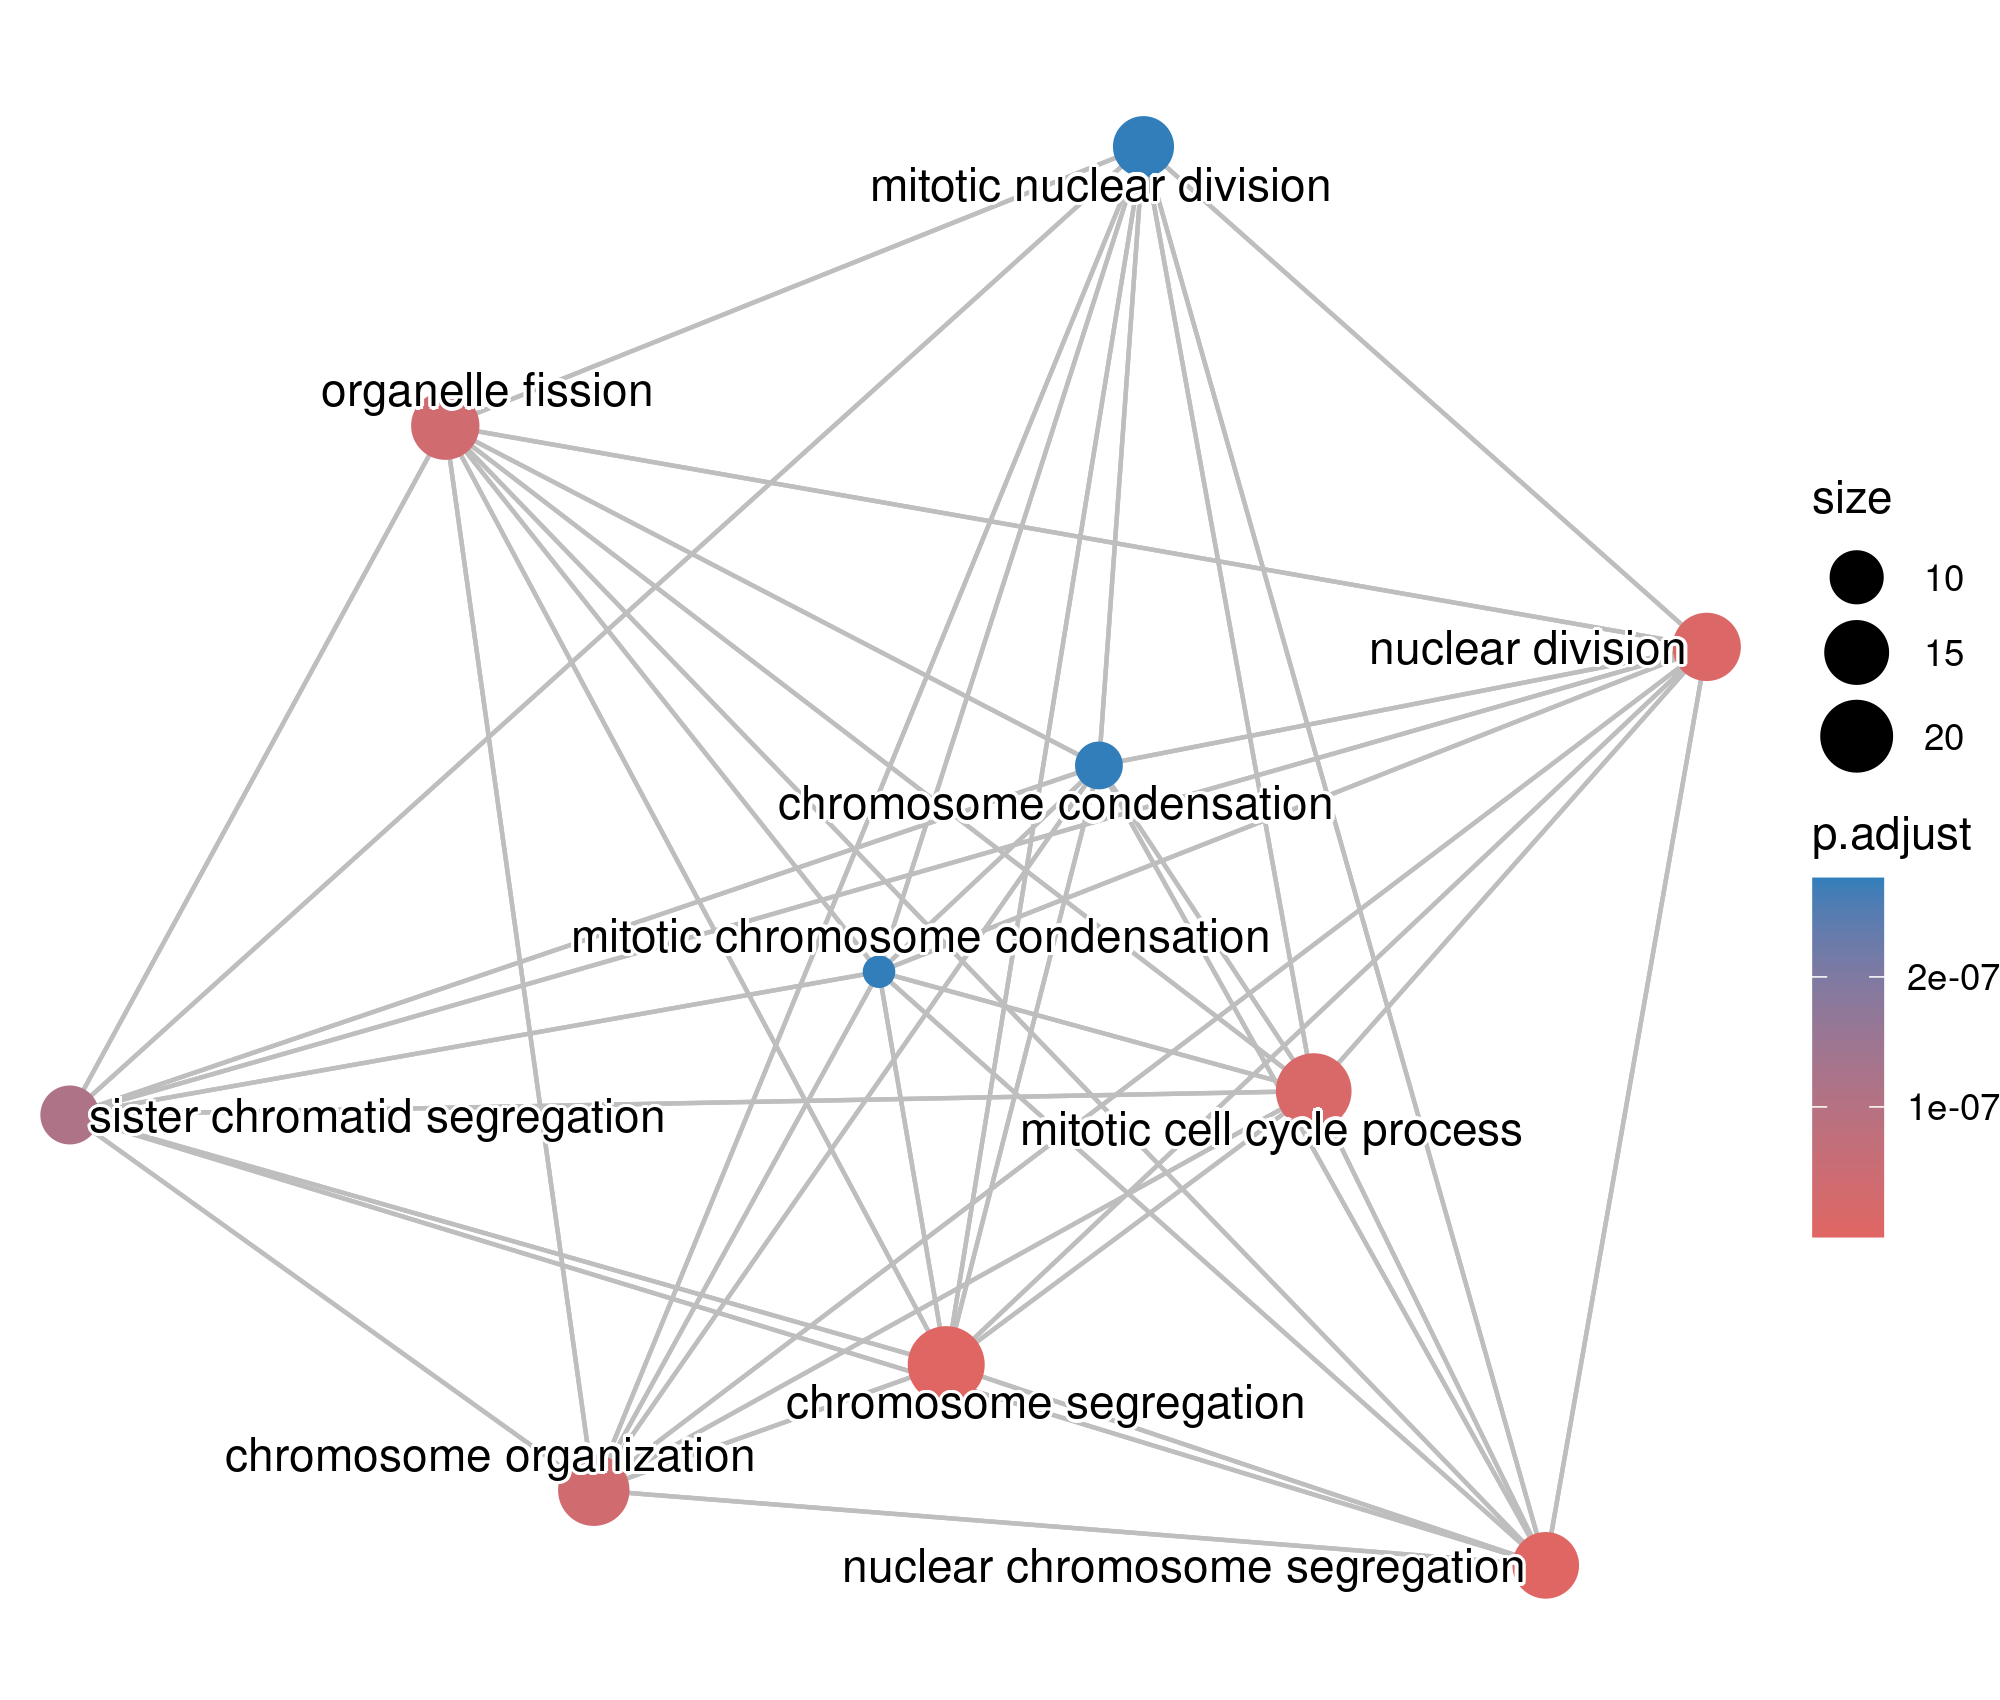 mitotic nuclear division
organelle fission
nuclear division
chromosome condensation
mitotic chromosome condensation
sister chromatid segregation
mitotic cell cycle process
chromosome segregation
chromosome organization
nuclear chromosome segregation
size
10
15
20
p.adjust
2e-07
1e-07